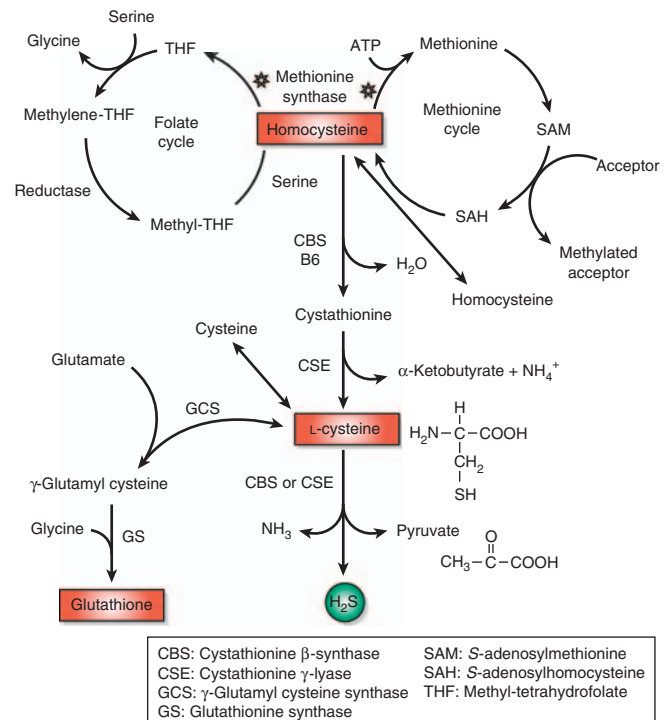 Serine
Glycine
THF
ATP
Methionine
Methionine
synthase
Methylene-THF
Folate
cycle
Homocysteine
Methionine
cycle
SAM
Acceptor
Reductase
Serine
Methyl-THF
SAH
Methylated
acceptor
CBS
B6
H₂O
Homocysteine
Cystathionine
Cysteine
Glutamate
CSE
α-Ketobutyrate + NH₄⁺
GCS
L-cysteine
H
H₂N–C–COOH
CH₂
SH
γ-Glutamyl cysteine
CBS or CSE
Glycine
GS
NH₃
Pyruvate
O
CH₃–C–COOH
Glutathione
H₂S
CBS: Cystathionine β-synthase
CSE: Cystathionine γ-lyase
GCS: γ-Glutamyl cysteine synthase
GS: Glutathionine synthase
SAM: S-adenosylmethionine
SAH: S-adenosylhomocysteine
THF: Methyl-tetrahydrofolate